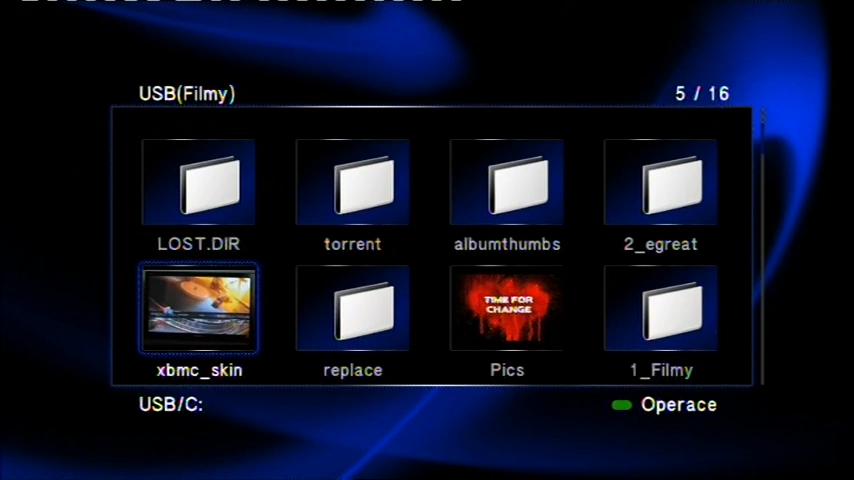 USB(Filmy)
5 / 16
LOST.DIR
torrent
albumthumbs
2_egreat
TIME FOR
CHANGE
xbmc_skin
replace
Pics
1_Filmy
USB/C:
Operace